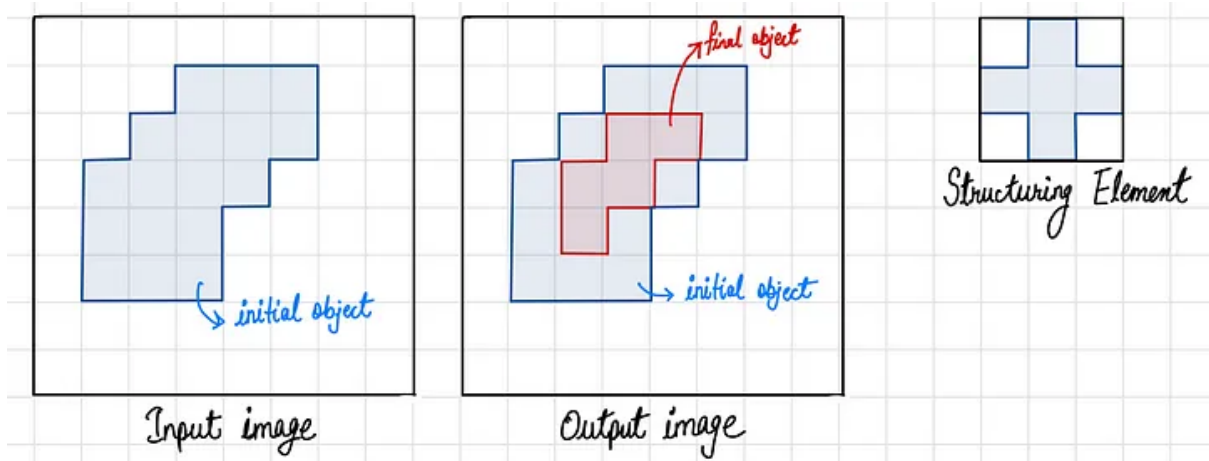 final object
Structuring Element
initial object
initial object
Input image
Output image